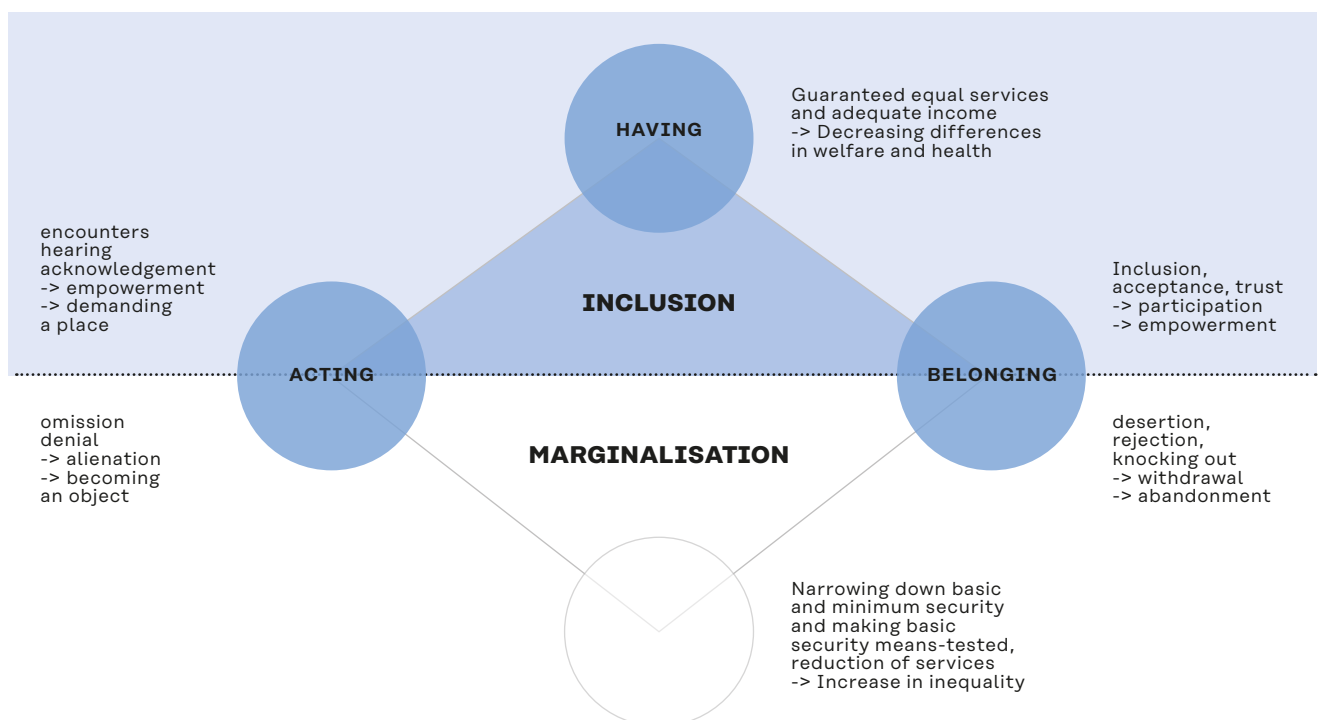 HAVING
Guaranteed equal services
and adequate income
-> Decreasing differences
in welfare and health
encounters
hearing
acknowledgement
-> empowerment
-> demanding
a place
INCLUSION
Inclusion,
acceptance, trust
-> participation
-> empowerment
ACTING
BELONGING
omission
denial
-> alienation
-> becoming
an object
MARGINALISATION
desertion,
rejection,
knocking out
-> withdrawal
-> abandonment
Narrowing down basic
and minimum security
and making basic
security means-tested,
reduction of services
-> Increase in inequality